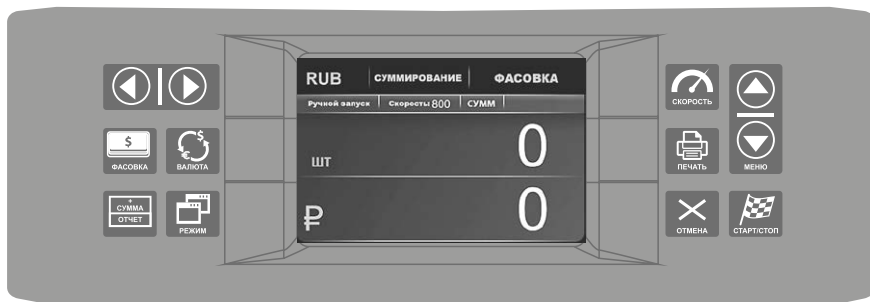 RUB СУММИРОВАНИЕ ФАСОВКА
Ручной запуск Скорость 800 СУММ
шт 0
₽ 0
$
ФАСОВКА
$
€
ВАЛЮТА
+
СУММА
ОТЧЕТ
РЕЖИМ
СКОРОСТЬ
ПЕЧАТЬ
МЕНЮ
ОТМЕНА
СТАРТ/СТОП